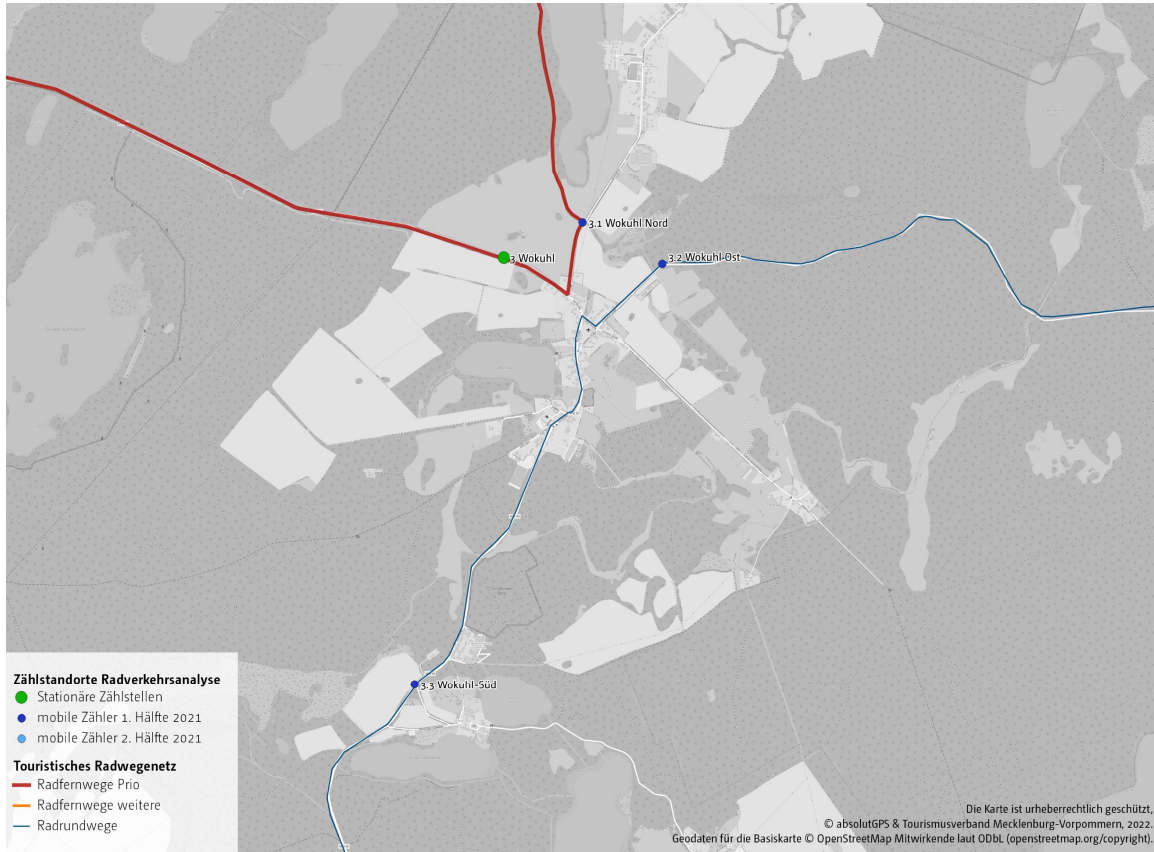 3.1 Wokuhl Nord
3 Wokuhl
3.2 Wokuhl-Ost
3.3 Wokuhl-Süd
Zählstandorte Radverkehrsanalyse
Stationäre Zählstellen
mobile Zähler 1. Hälfte 2021
mobile Zähler 2. Hälfte 2021
Touristisches Radwegenetz
Radfernwege Prio
Radfernwege weitere
Radrundwege
Die Karte ist urheberrechtlich geschützt,
© absolutGPS & Tourismusverband Mecklenburg-Vorpommern, 2022.
Geodaten für die Basiskarte © OpenStreetMap Mitwirkende laut ODbL (openstreetmap.org/copyright).